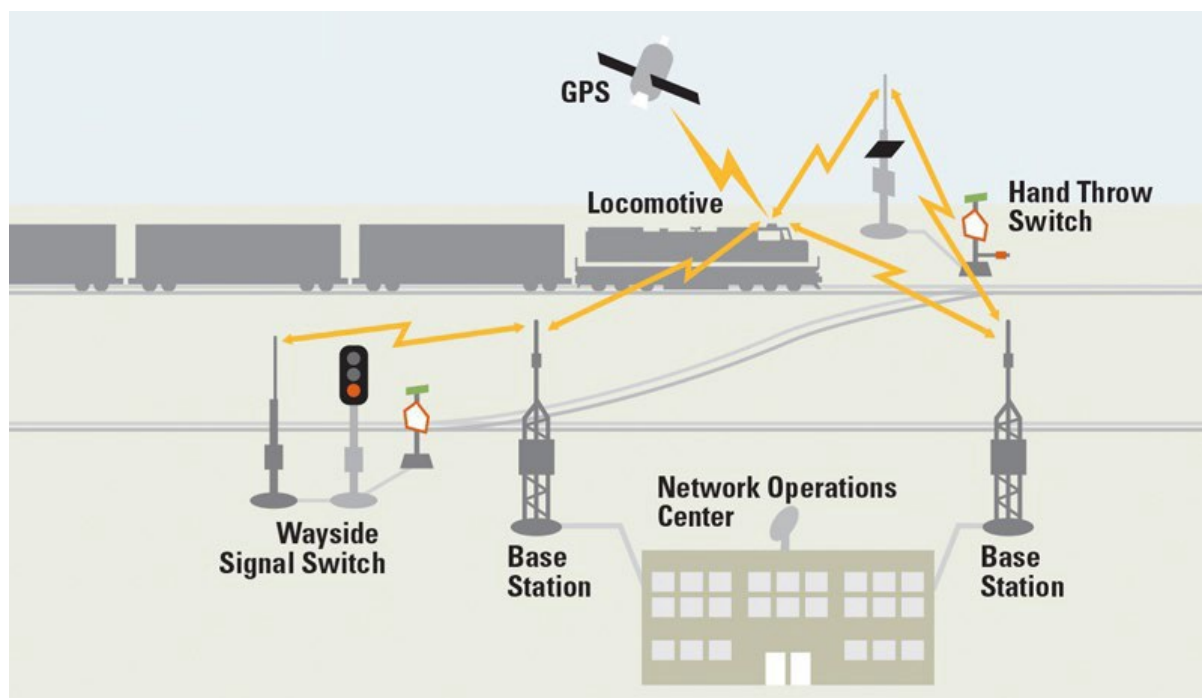 GPS
Locomotive
Hand Throw
Switch
Wayside
Signal Switch
Base
Station
Network Operations
Center
Base
Station